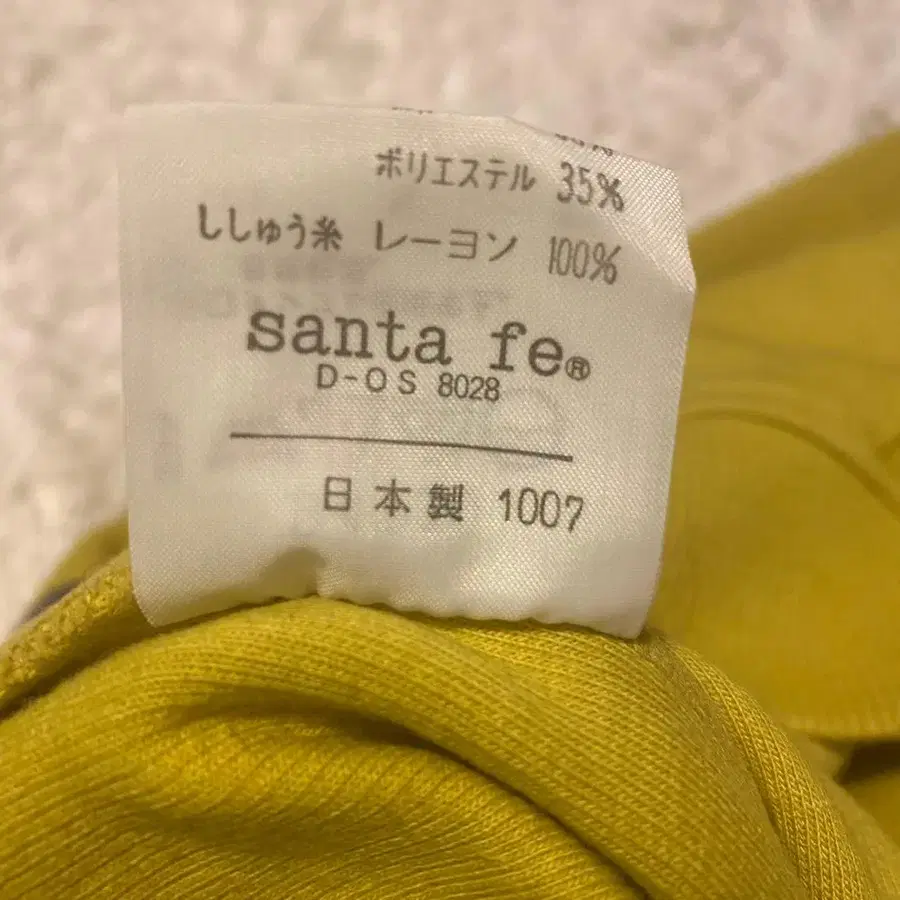 ポリエステル 35%
ししゅう糸 レーヨン 100%
santa fe®
D-OS 8028
日本製 1007